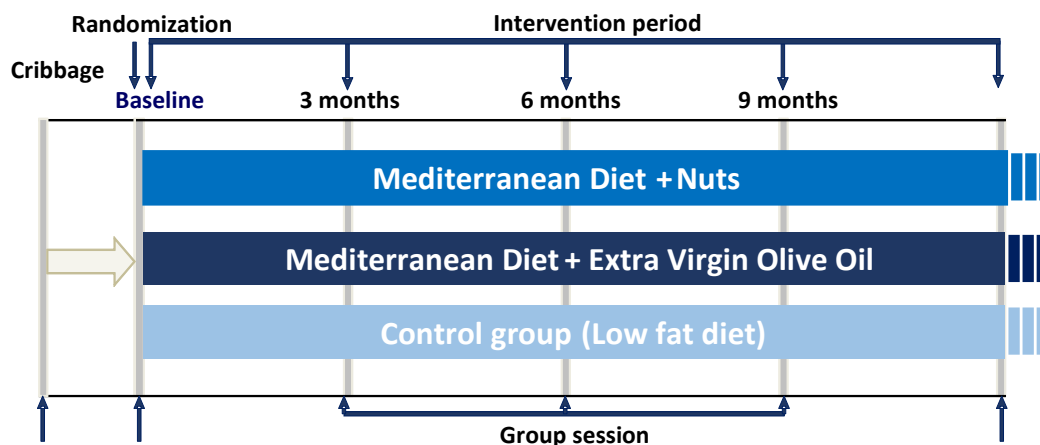 Randomization
Intervention period
Cribbage
Baseline
3 months
6 months
9 months
Mediterranean Diet + Nuts
Mediterranean Diet + Extra Virgin Olive Oil
Control group (Low fat diet)
Group session